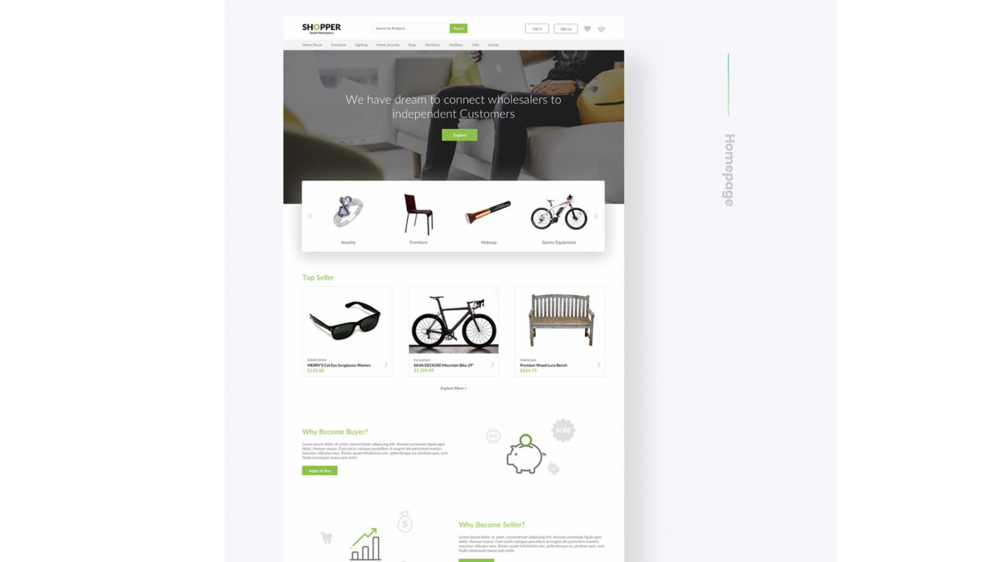 SHOPPER
Smart Marketplace
Search for Products
Search
Log in
Sign up
Home Decor Furniture Lighting Home Accents Rugs Outdoors Holidays Gifts Events
We have dream to connect wholesalers to
independent Customers
Explore
Homepage
Jewelry Furniture Makeup Sports Equipment
Top Seller
Cobalt Union
MERRY'S Cat Eye Sunglasses Women
$125.00
Curveshare
SAVA DECK300 Mountain Bike 29"
$1,399.99
Cobind pvt.
Premium Wood Luna Bench
$354.75
Explore More >
Why Become Buyer?
Lorem ipsum dolor sit amet, consectetuer adipiscing elit. Aenean commodo ligula eget
dolor. Aenean massa. Cum sociis natoque penatibus et magnis dis parturient montes,
nascetur ridiculus mus. Donec quam felis, ultricies nec, pellentesque eu, pretium quis, sem.
Nulla consequat massa quis enim.
Apply to Buy
OFF
sale
$
Why Become Selller?
Lorem ipsum dolor sit amet, consectetuer adipiscing elit. Aenean commodo ligula eget
dolor. Aenean massa. Cum sociis natoque penatibus et magnis dis parturient montes,
nascetur ridiculus mus. Donec quam felis, ultricies nec, pellentesque eu, pretium quis, sem.
Nulla consequat massa quis enim.